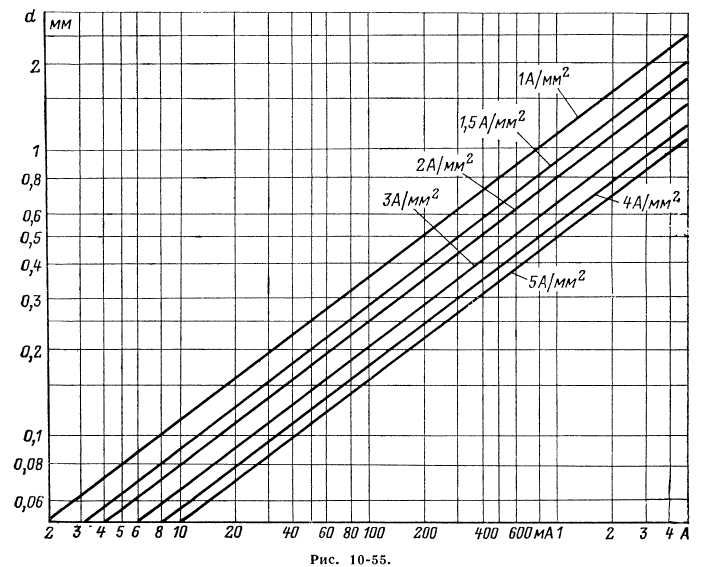 d
мм
2
1
0,8
0,6
0,5
0,4
0,3
0,2
0,1
0,08
0,06
1А/мм²
1,5А/мм²
2А/мм²
3А/мм²
4А/мм²
5А/мм²
2 3 4 5 6 8 10 20 40 60 80 100 200 400 600 мА 1 2 3 4 А
Рис. 10-55.